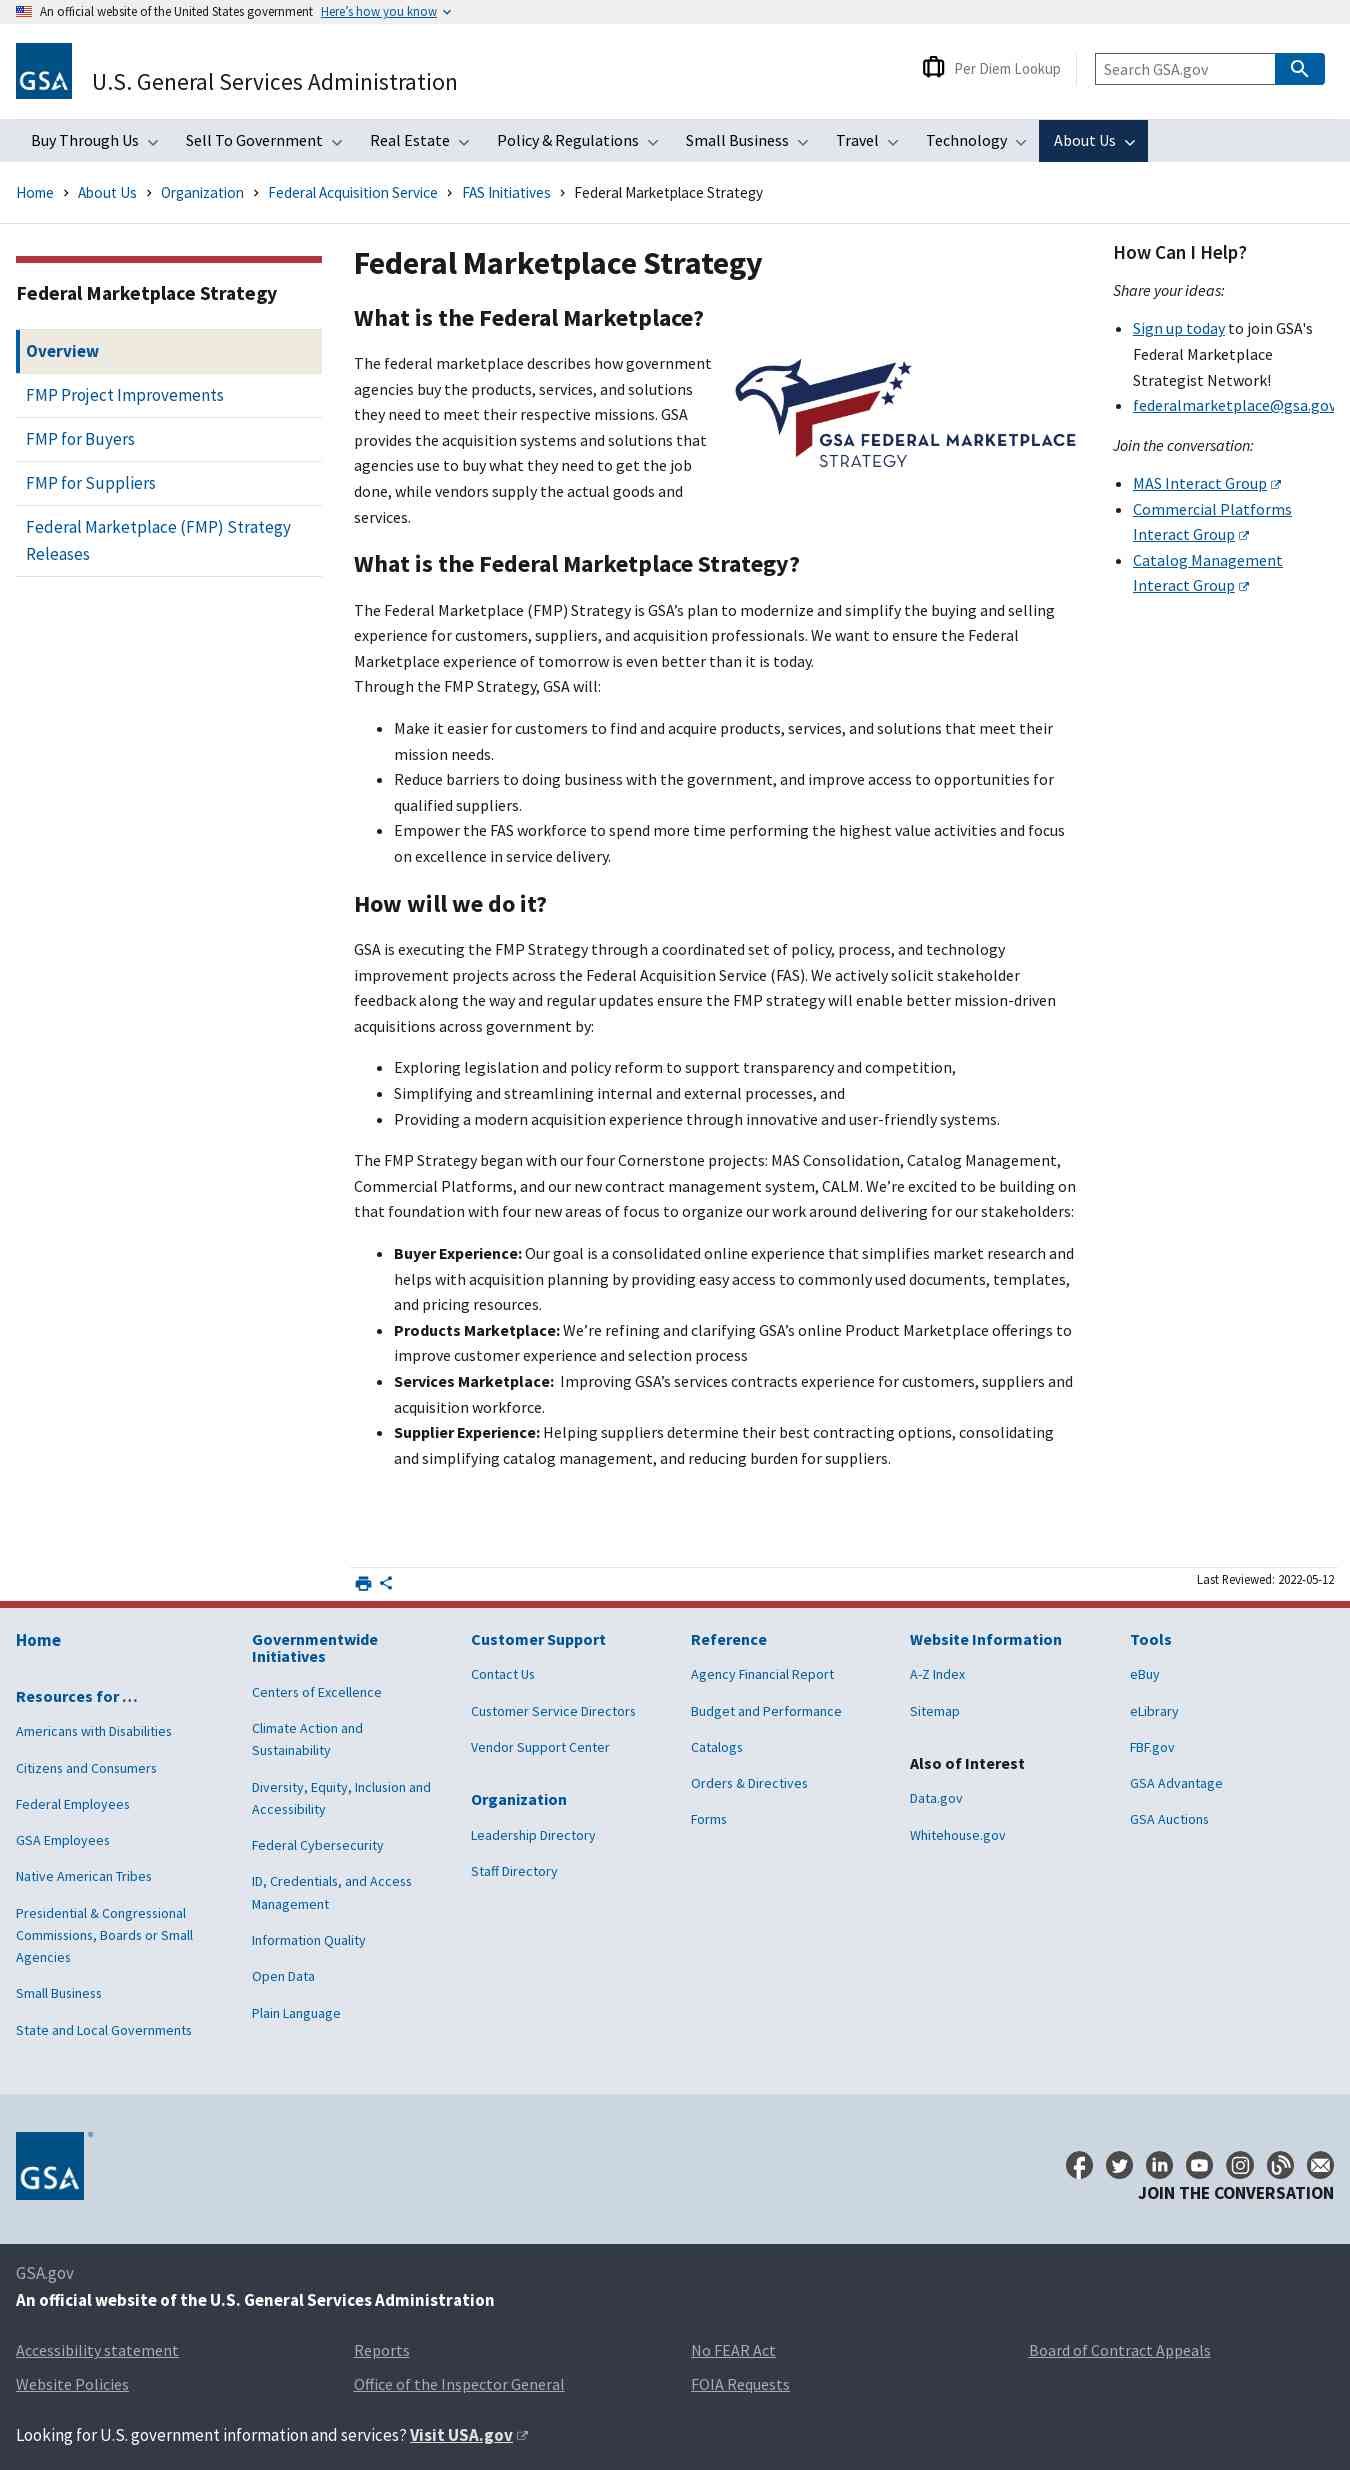 An official website of the United States government Here’s how you know
GSA
U.S. General Services Administration
Per Diem Lookup
Search GSA.gov
Buy Through Us Sell To Government Real Estate Policy & Regulations Small Business Travel Technology About Us
Home › About Us › Organization › Federal Acquisition Service › FAS Initiatives › Federal Marketplace Strategy
Federal Marketplace Strategy
Overview
FMP Project Improvements
FMP for Buyers
FMP for Suppliers
Federal Marketplace (FMP) Strategy
Releases
Federal Marketplace Strategy
What is the Federal Marketplace?
The federal marketplace describes how government
agencies buy the products, services, and solutions
they need to meet their respective missions. GSA
provides the acquisition systems and solutions that
agencies use to buy what they need to get the job
done, while vendors supply the actual goods and
services.
GSA FEDERAL MARKETPLACE
STRATEGY
What is the Federal Marketplace Strategy?
The Federal Marketplace (FMP) Strategy is GSA’s plan to modernize and simplify the buying and selling
experience for customers, suppliers, and acquisition professionals. We want to ensure the Federal
Marketplace experience of tomorrow is even better than it is today.
Through the FMP Strategy, GSA will:
• Make it easier for customers to find and acquire products, services, and solutions that meet their
mission needs.
• Reduce barriers to doing business with the government, and improve access to opportunities for
qualified suppliers.
• Empower the FAS workforce to spend more time performing the highest value activities and focus
on excellence in service delivery.
How will we do it?
GSA is executing the FMP Strategy through a coordinated set of policy, process, and technology
improvement projects across the Federal Acquisition Service (FAS). We actively solicit stakeholder
feedback along the way and regular updates ensure the FMP strategy will enable better mission-driven
acquisitions across government by:
• Exploring legislation and policy reform to support transparency and competition,
• Simplifying and streamlining internal and external processes, and
• Providing a modern acquisition experience through innovative and user-friendly systems.
The FMP Strategy began with our four Cornerstone projects: MAS Consolidation, Catalog Management,
Commercial Platforms, and our new contract management system, CALM. We’re excited to be building on
that foundation with four new areas of focus to organize our work around delivering for our stakeholders:
• Buyer Experience: Our goal is a consolidated online experience that simplifies market research and
helps with acquisition planning by providing easy access to commonly used documents, templates,
and pricing resources.
• Products Marketplace: We’re refining and clarifying GSA’s online Product Marketplace offerings to
improve customer experience and selection process
• Services Marketplace: Improving GSA’s services contracts experience for customers, suppliers and
acquisition workforce.
• Supplier Experience: Helping suppliers determine their best contracting options, consolidating
and simplifying catalog management, and reducing burden for suppliers.
How Can I Help?
Share your ideas:
• Sign up today to join GSA's
Federal Marketplace
Strategist Network!
• federalmarketplace@gsa.gov
Join the conversation:
• MAS Interact Group
• Commercial Platforms
Interact Group
• Catalog Management
Interact Group
Last Reviewed: 2022-05-12
Home
Resources for …
Americans with Disabilities
Citizens and Consumers
Federal Employees
GSA Employees
Native American Tribes
Presidential & Congressional
Commissions, Boards or Small
Agencies
Small Business
State and Local Governments
Governmentwide
Initiatives
Centers of Excellence
Climate Action and
Sustainability
Diversity, Equity, Inclusion and
Accessibility
Federal Cybersecurity
ID, Credentials, and Access
Management
Information Quality
Open Data
Plain Language
Customer Support
Contact Us
Customer Service Directors
Vendor Support Center
Organization
Leadership Directory
Staff Directory
Reference
Agency Financial Report
Budget and Performance
Catalogs
Orders & Directives
Forms
Website Information
A-Z Index
Sitemap
Also of Interest
Data.gov
Whitehouse.gov
Tools
eBuy
eLibrary
FBF.gov
GSA Advantage
GSA Auctions
GSA
JOIN THE CONVERSATION
GSA.gov
An official website of the U.S. General Services Administration
Accessibility statement Reports No FEAR Act Board of Contract Appeals
Website Policies Office of the Inspector General FOIA Requests
Looking for U.S. government information and services? Visit USA.gov